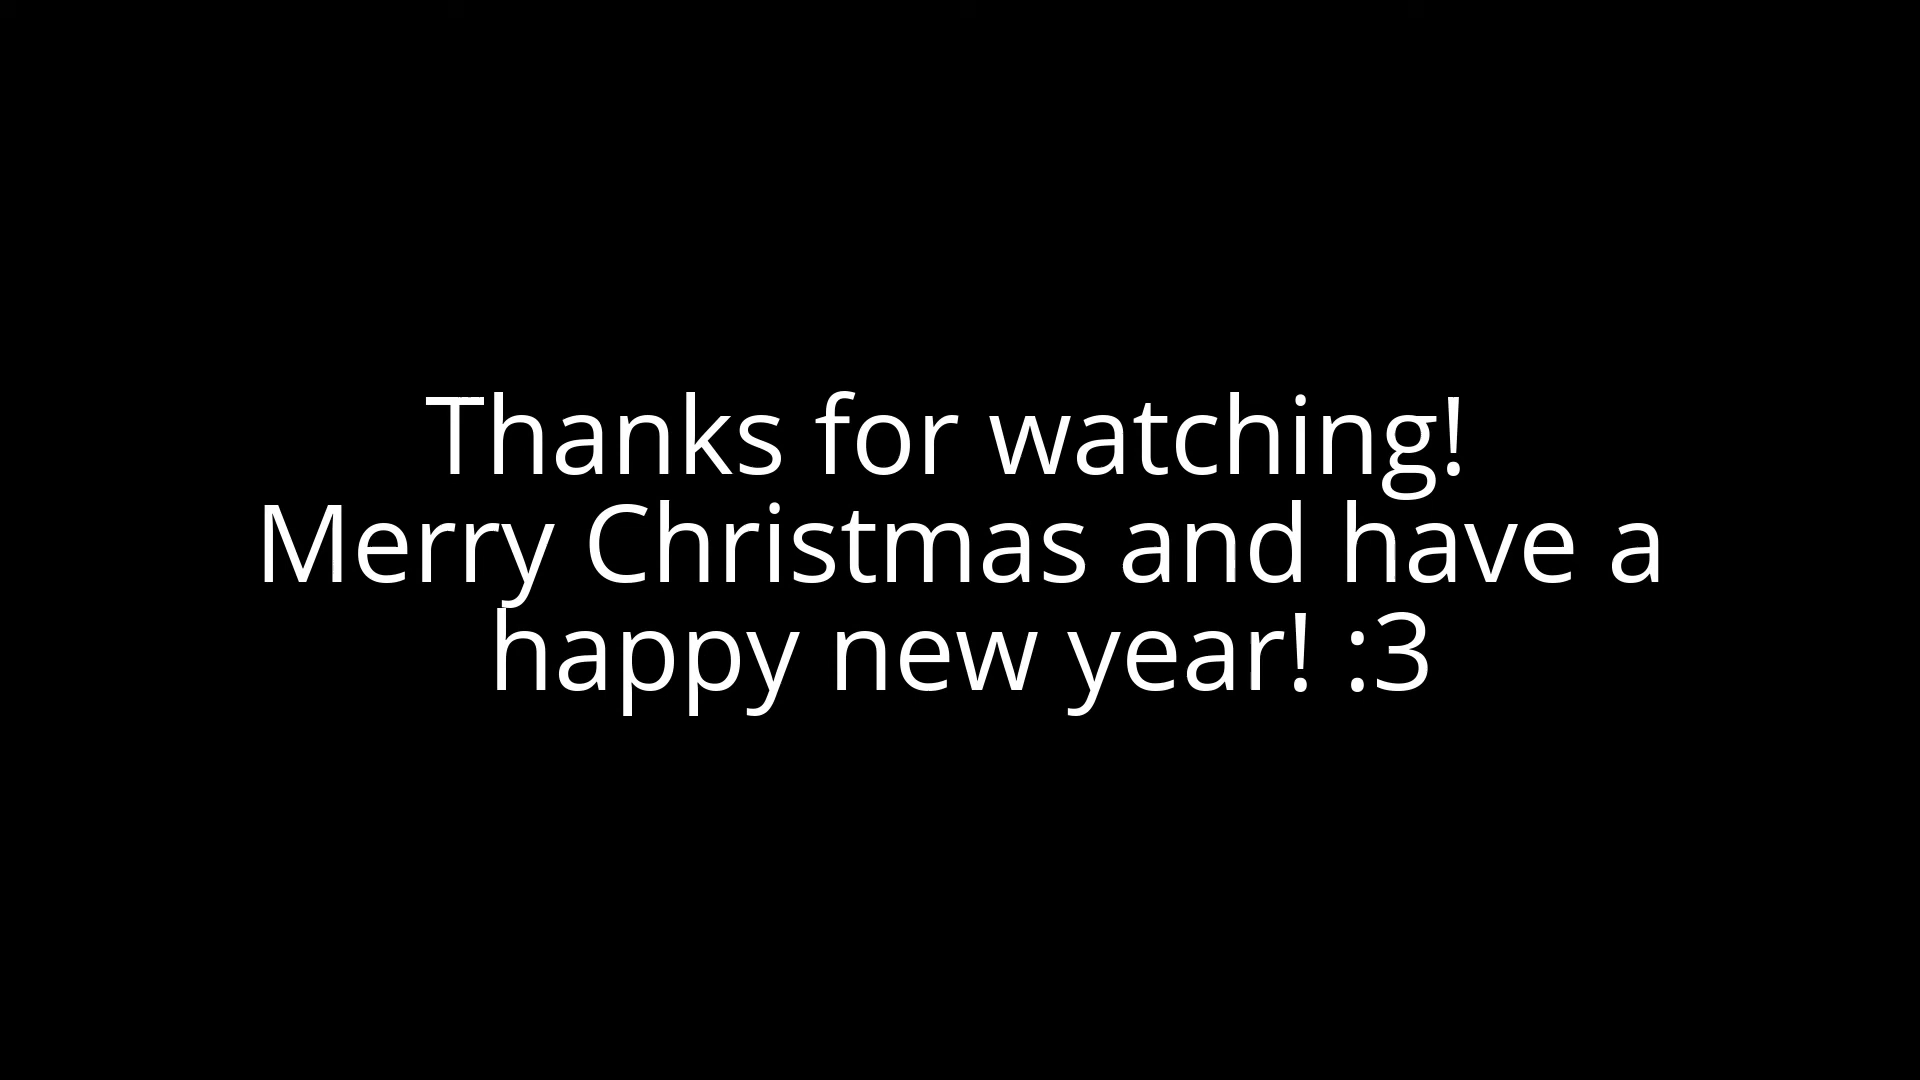 Thanks for watching!
Merry Christmas and have a
happy new year! :3